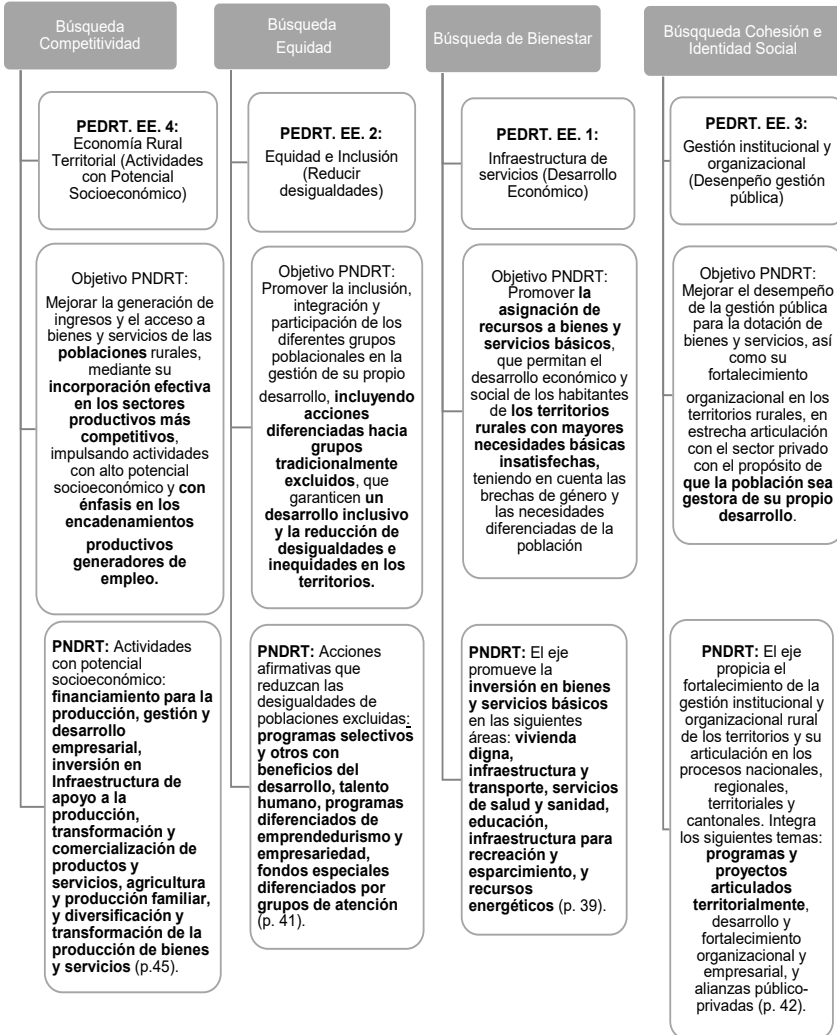 Búsqueda
Competitividad
PEDRT. EE. 4:
Economía Rural
Territorial (Actividades
con Potencial
Socioeconómico)
Objetivo PNDRT:
Mejorar la generación de
ingresos y el acceso a
bienes y servicios de las
poblaciones rurales,
mediante su
incorporación efectiva
en los sectores
productivos más
competitivos,
impulsando actividades
con alto potencial
socioeconómico y con
énfasis en los
encadenamientos
productivos
generadores de
empleo.
PNDRT: Actividades
con potencial
socioeconómico:
financiamiento para la
producción, gestión y
desarrollo
empresarial,
inversión en
Infraestructura de
apoyo a la
producción,
transformación y
comercialización de
productos y
servicios, agricultura
y producción familiar,
y diversificación y
transformación de la
producción de bienes
y servicios (p.45).
Búsqueda
Equidad
PEDRT. EE. 2:
Equidad e Inclusión
(Reducir
desigualdades)
Objetivo PNDRT:
Promover la inclusión,
integración y
participación de los
diferentes grupos
poblacionales en la
gestión de su propio
desarrollo, incluyendo
acciones
diferenciadas hacia
grupos
tradicionalmente
excluidos, que
garanticen un
desarrollo inclusivo
y la reducción de
desigualdades e
inequidades en los
territorios.
PNDRT: Acciones
afirmativas que
reduzcan las
desigualdades de
poblaciones excluidas:
programas selectivos
y otros con
beneficios del
desarrollo, talento
humano, programas
diferenciados de
emprendedurismo y
empresariedad,
fondos especiales
diferenciados por
grupos de atención
(p. 41).
Búsqueda de Bienestar
PEDRT. EE. 1:
Infraestructura de
servicios (Desarrollo
Económico)
Objetivo PNDRT:
Promover la
asignación de
recursos a bienes y
servicios básicos,
que permitan el
desarrollo económico y
social de los habitantes
de los territorios
rurales con mayores
necesidades básicas
insatisfechas,
teniendo en cuenta las
brechas de género y
las necesidades
diferenciadas de la
población
PNDRT: El eje
promueve la
inversión en bienes
y servicios básicos
en las siguientes
áreas: vivienda
digna,
infraestructura y
transporte, servicios
de salud y sanidad,
educación,
infraestructura para
recreación y
esparcimiento, y
recursos
energéticos (p. 39).
Búsqqueda Cohesión e
Identidad Social
PEDRT. EE. 3:
Gestión institucional y
organizacional
(Desenpeño gestión
pública)
Objetivo PNDRT:
Mejorar el desempeño
de la gestión pública
para la dotación de
bienes y servicios, así
como su
fortalecimiento
organizacional en los
territorios rurales, en
estrecha articulación
con el sector privado
con el propósito de
que la población sea
gestora de su propio
desarrollo.
PNDRT: El eje
propicia el
fortalecimiento de la
gestión institucional y
organizacional rural
de los territorios y su
articulación en los
procesos nacionales,
regionales,
territoriales y
cantonales. Integra
los siguientes temas:
programas y
proyectos
articulados
territorialmente,
desarrollo y
fortalecimiento
organizacional y
empresarial, y
alianzas público-
privadas (p. 42).